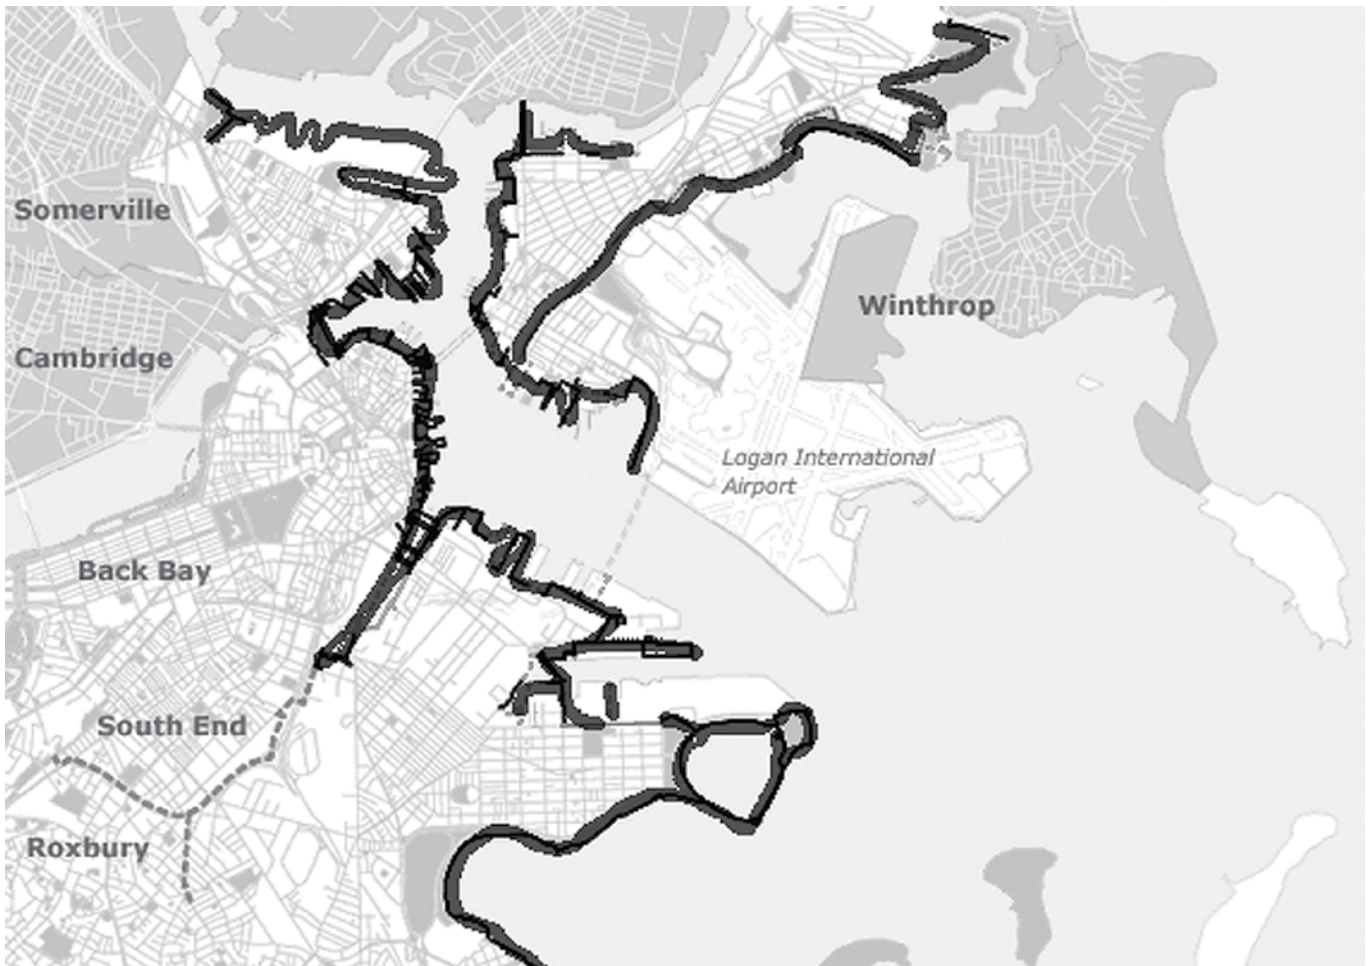 Somerville
Winthrop
Cambridge
Logan International
Airport
Back Bay
South End
Roxbury